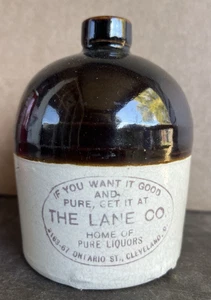 IF YOU WANT IT GOOD
AND
PURE, GET IT AT
THE LANE CO.
HOME OF
PURE LIQUORS
ONTARIO ST., CLEVELAND, O.